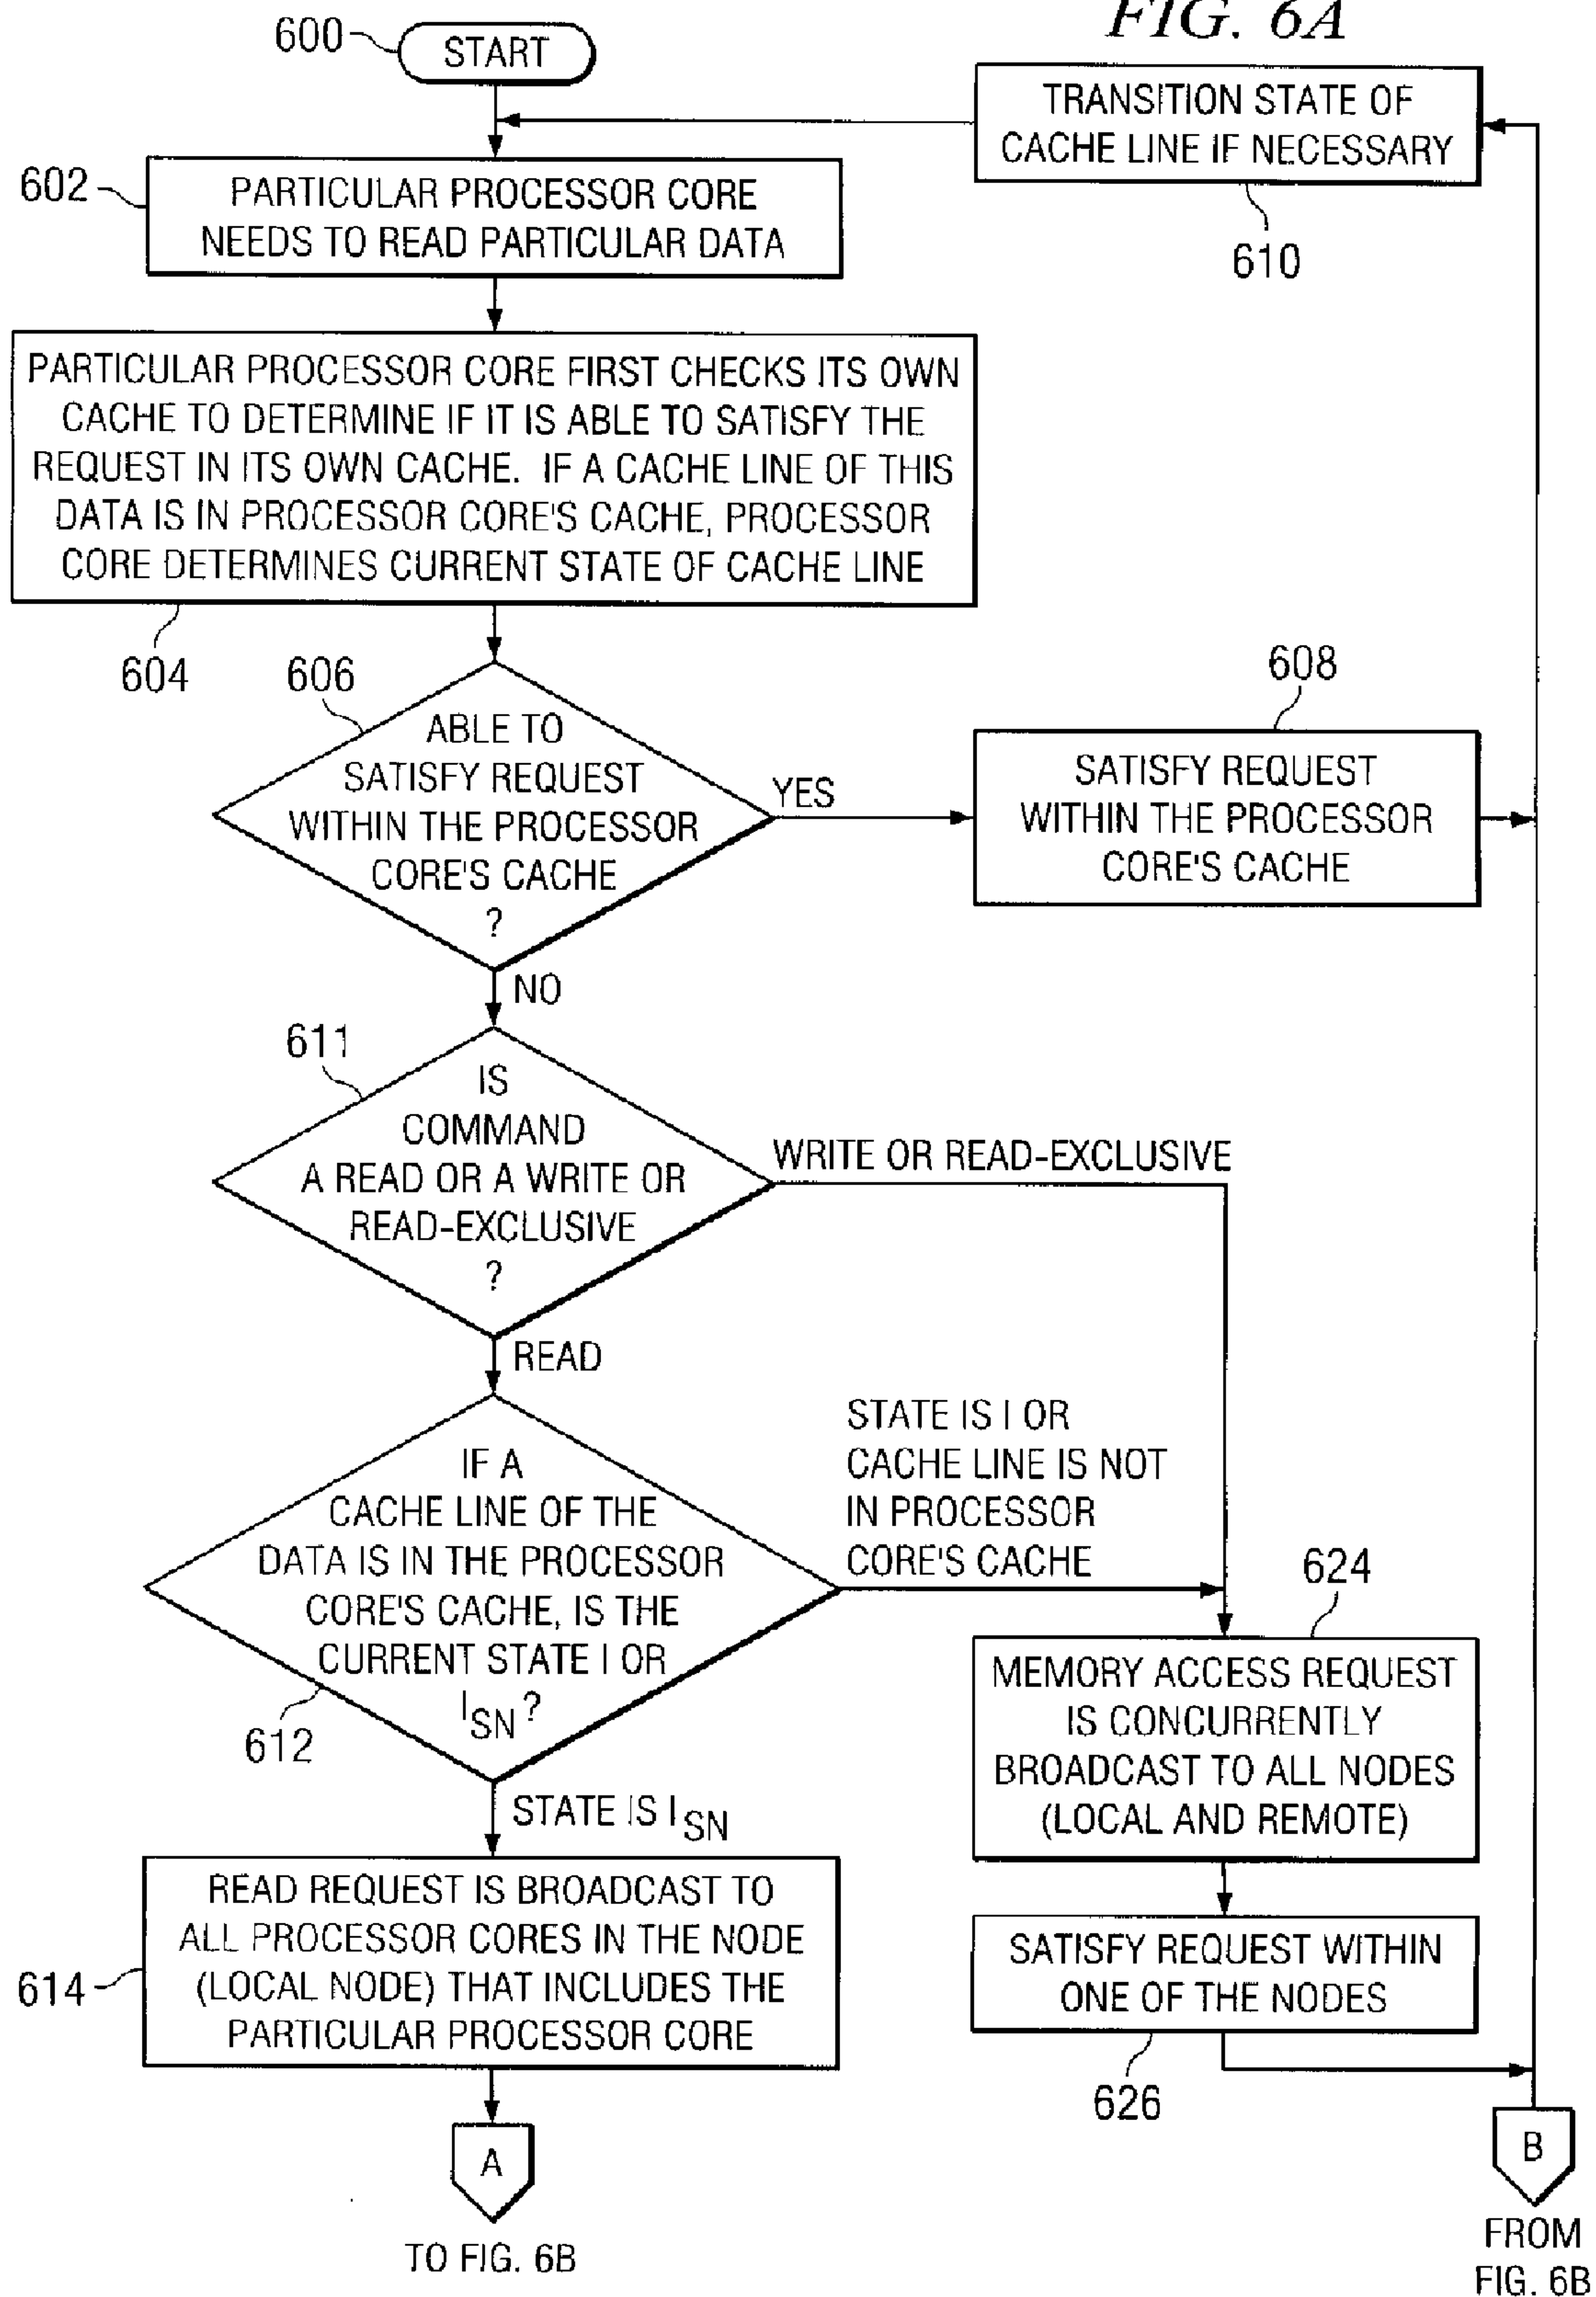 FIG. 6A
600
START
TRANSITION STATE OF
CACHE LINE IF NECESSARY
610
602
PARTICULAR PROCESSOR CORE
NEEDS TO READ PARTICULAR DATA
PARTICULAR PROCESSOR CORE FIRST CHECKS ITS OWN
CACHE TO DETERMINE IF IT IS ABLE TO SATISFY THE
REQUEST IN ITS OWN CACHE. IF A CACHE LINE OF THIS
DATA IS IN PROCESSOR CORE'S CACHE, PROCESSOR
CORE DETERMINES CURRENT STATE OF CACHE LINE
604
606
ABLE TO
SATISFY REQUEST
WITHIN THE PROCESSOR
CORE'S CACHE
?
YES
608
SATISFY REQUEST
WITHIN THE PROCESSOR
CORE'S CACHE
NO
611
IS
COMMAND
A READ OR A WRITE OR
READ-EXCLUSIVE
?
WRITE OR READ-EXCLUSIVE
READ
IF A
CACHE LINE OF THE
DATA IS IN THE PROCESSOR
CORE'S CACHE, IS THE
CURRENT STATE I OR
ISN?
612
STATE IS I OR
CACHE LINE IS NOT
IN PROCESSOR
CORE'S CACHE
624
MEMORY ACCESS REQUEST
IS CONCURRENTLY
BROADCAST TO ALL NODES
(LOCAL AND REMOTE)
STATE IS ISN
READ REQUEST IS BROADCAST TO
ALL PROCESSOR CORES IN THE NODE
(LOCAL NODE) THAT INCLUDES THE
PARTICULAR PROCESSOR CORE
614
SATISFY REQUEST WITHIN
ONE OF THE NODES
626
A
TO FIG. 6B
B
FROM
FIG. 6B